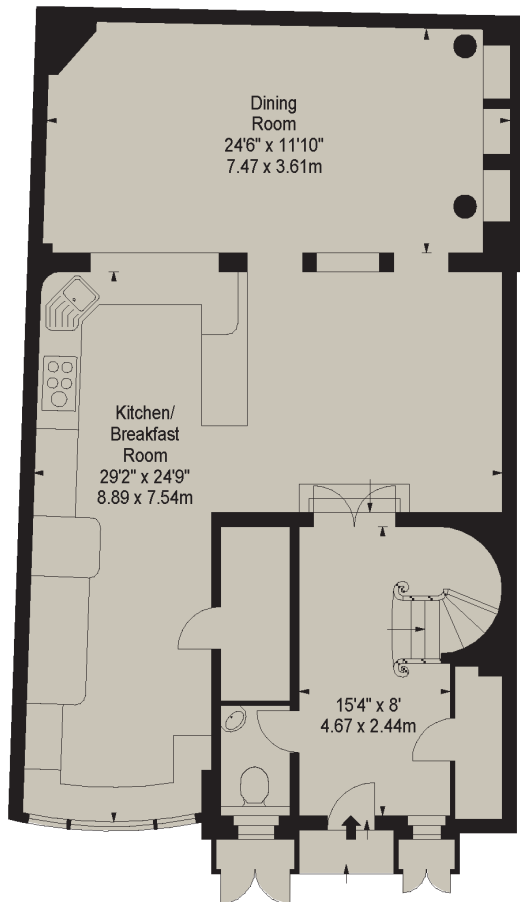 Dining
Room
24'6" x 11'10"
7.47 x 3.61m
Kitchen/
Breakfast
Room
29'2" x 24'9"
8.89 x 7.54m
15'4" x 8'
4.67 x 2.44m